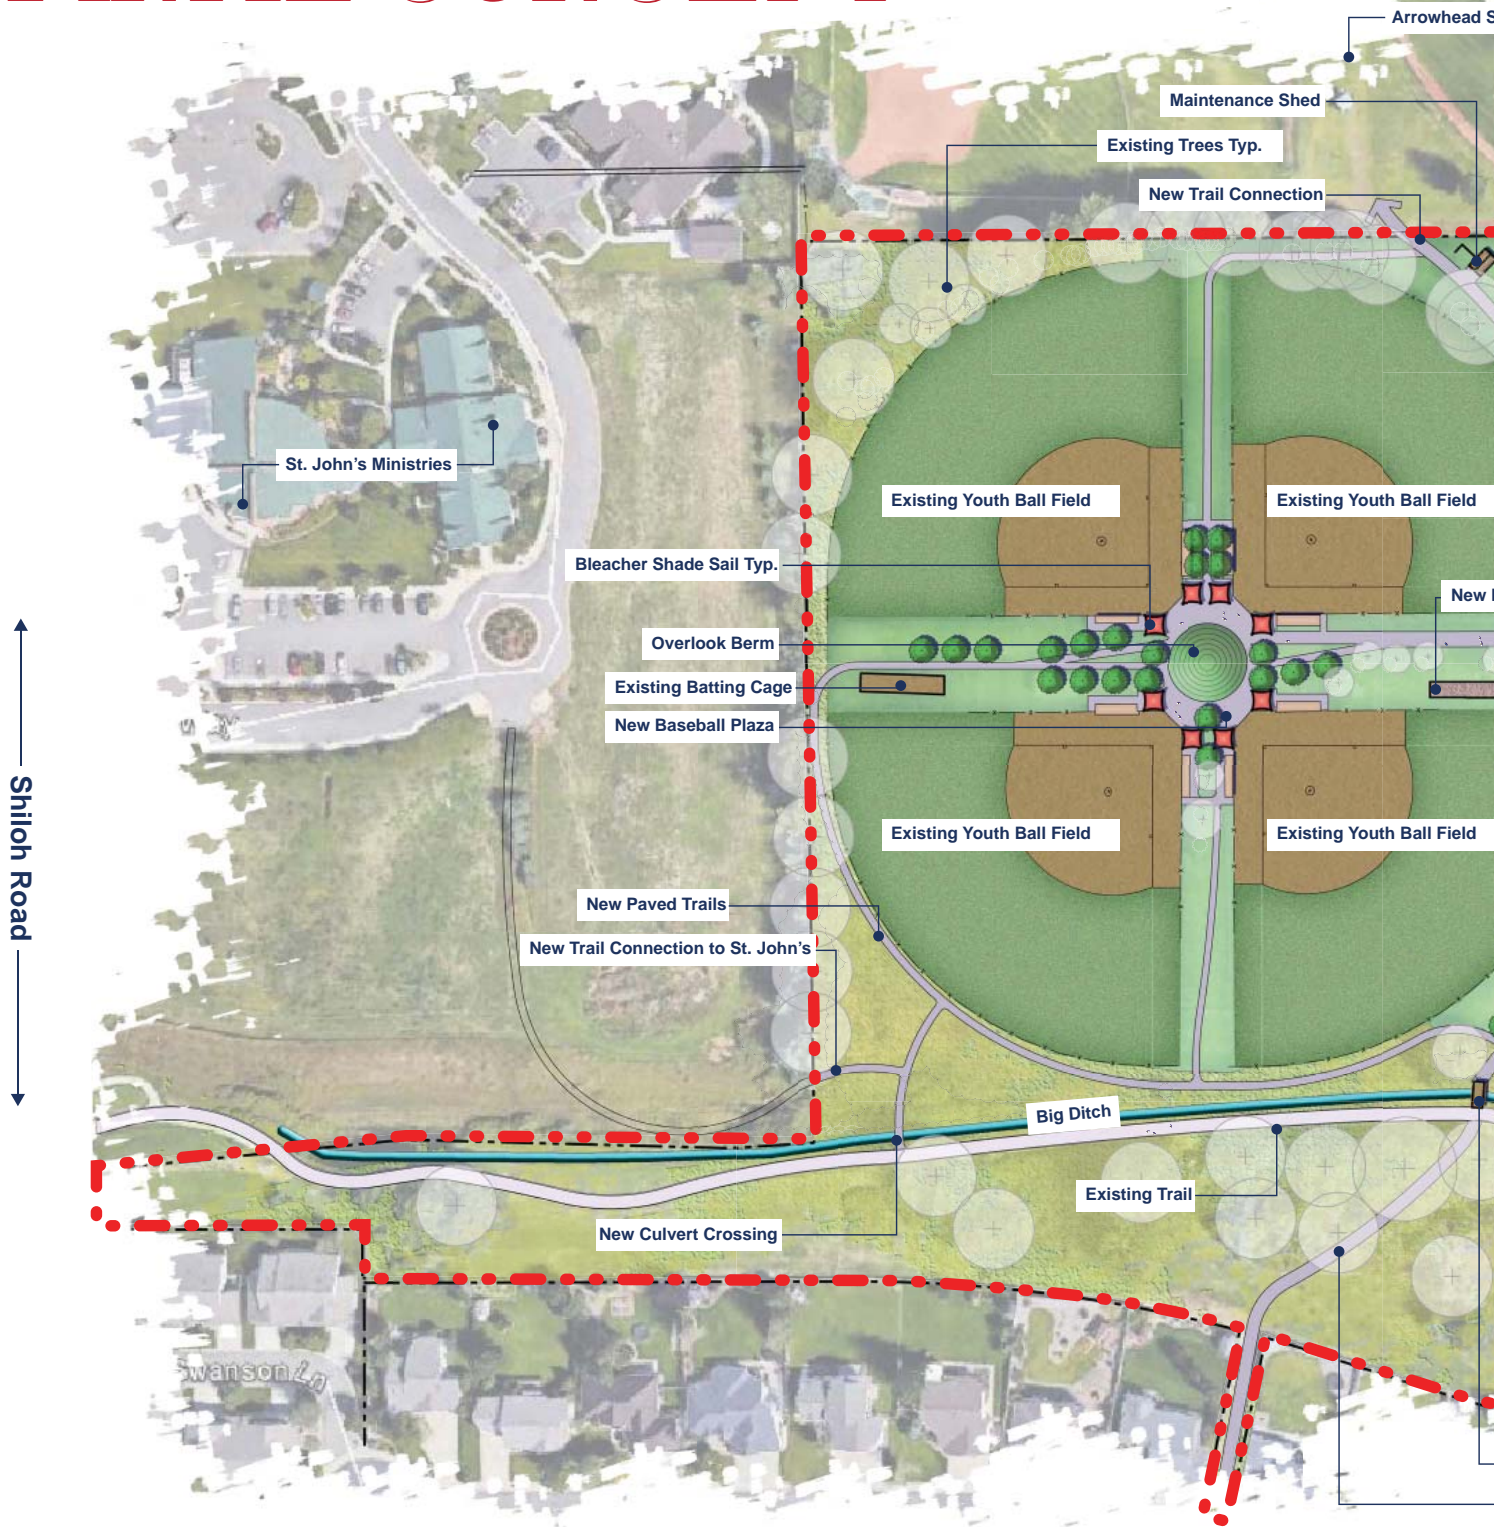 Arrowhead S
Maintenance Shed
Existing Trees Typ.
New Trail Connection
St. John's Ministries
Existing Youth Ball Field
Existing Youth Ball Field
Bleacher Shade Sail Typ.
New
Overlook Berm
Existing Batting Cage
New Baseball Plaza
Shiloh Road
Existing Youth Ball Field
Existing Youth Ball Field
New Paved Trails
New Trail Connection to St. John's
Big Ditch
Existing Trail
New Culvert Crossing
Swanson Ln